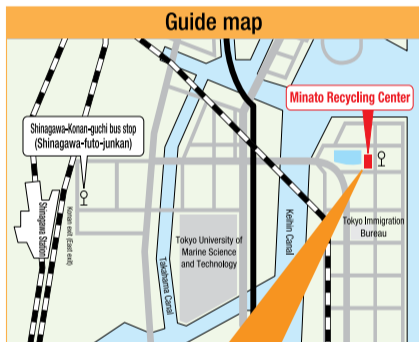 Guide map
Minato Recycling Center
Shinagawa-Konan-guchi bus stop
(Shinagawa-futo-junkan)
Shinagawa Station
Konan exit (East exit)
Takahama Canal
Tokyo University of
Marine Science
and Technology
Keihin Canal
Tokyo Immigration
Bureau